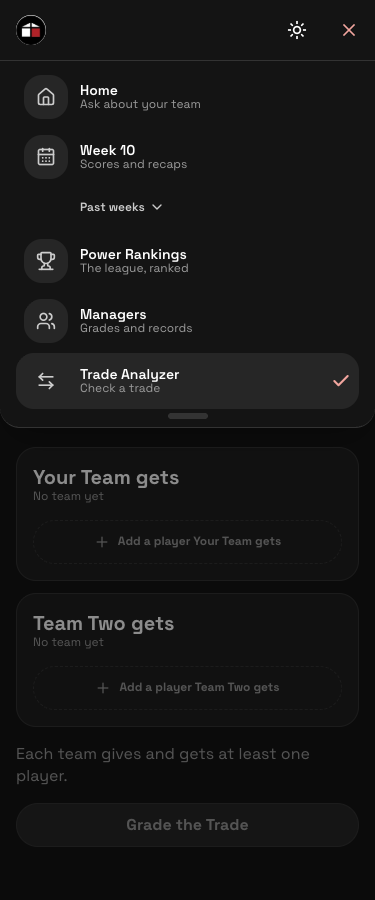 Home
Ask about your team
Week 10
Scores and recaps
Past weeks
Power Rankings
The league, ranked
Managers
Grades and records
Trade Analyzer
Check a trade
Your Team gets
No team yet
Add a player Your Team gets
Team Two gets
No team yet
Add a player Team Two gets
Each team gives and gets at least one
player.
Grade the Trade